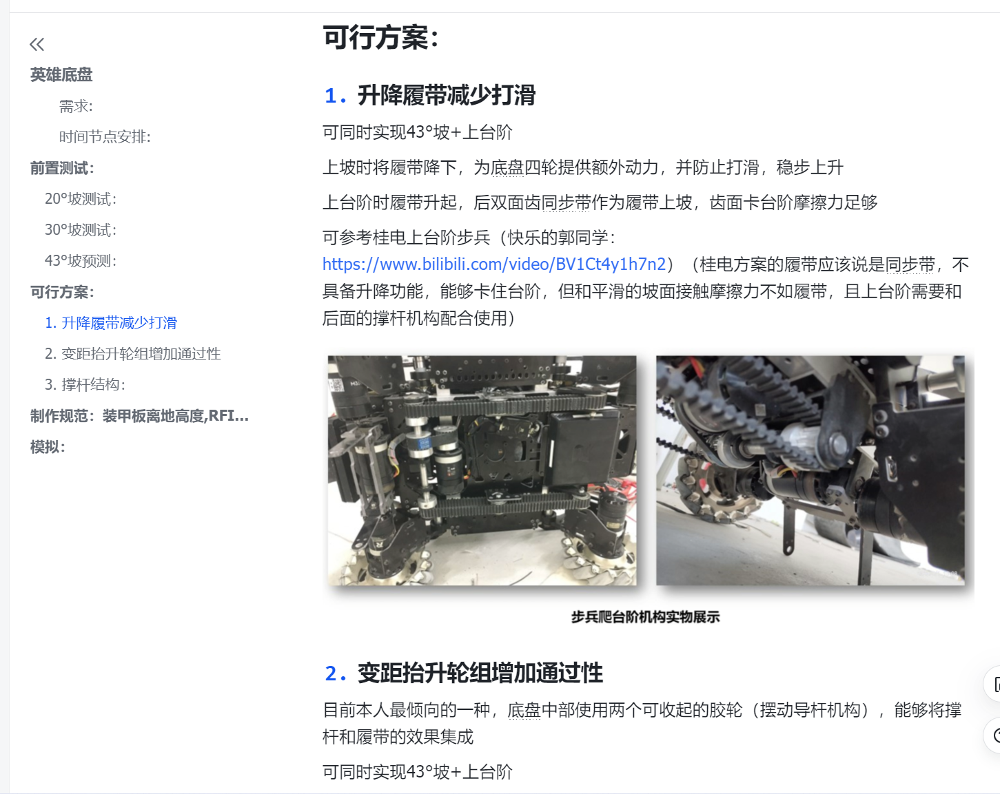 英雄底盘
需求:
时间节点安排:
前置测试:
20°坡测试:
30°坡测试:
43°坡预测:
可行方案:
1. 升降履带减少打滑
2. 变距抬升轮组增加通过性
3. 撑杆结构:
制作规范：装甲板离地高度,RFI...
模拟:
可行方案:
1. 升降履带减少打滑
可同时实现43°坡+上台阶
上坡时将履带降下，为底盘四轮提供额外动力，并防止打滑，稳步上升
上台阶时履带升起，后双面齿同步带作为履带上坡，齿面卡台阶摩擦力足够
可参考桂电上台阶步兵（快乐的郭同学：
https://www.bilibili.com/video/BV1Ct4y1h7n2）（桂电方案的履带应该说是同步带，不
具备升降功能，能够卡住台阶，但和平滑的坡面接触摩擦力不如履带，且上台阶需要和
后面的撑杆机构配合使用）
步兵爬台阶机构实物展示
2. 变距抬升轮组增加通过性
目前本人最倾向的一种，底盘中部使用两个可收起的胶轮（摆动导杆机构），能够将撑
杆和履带的效果集成
可同时实现43°坡+上台阶